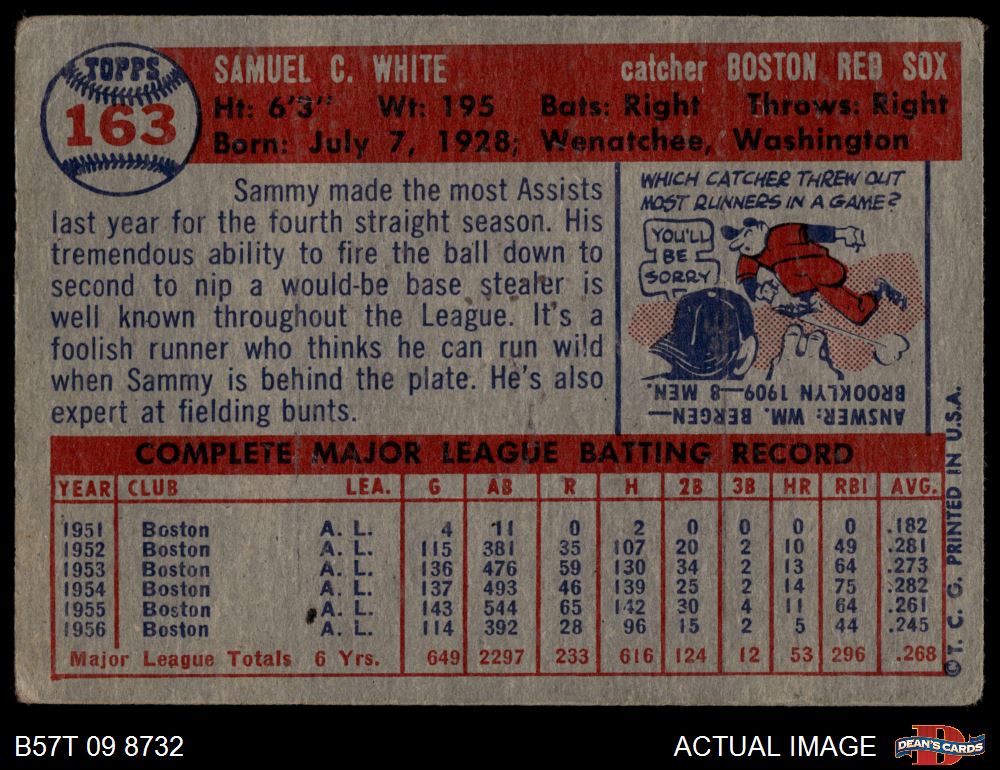 TOPPS
163
SAMUEL C. WHITE catcher BOSTON RED SOX
Ht: 6'3" Wt: 195 Bats: Right Throws: Right
Born: July 7, 1928; Wenatchee, Washington
Sammy made the most Assists
last year for the fourth straight season. His
tremendous ability to fire the ball down to
second to nip a would-be base stealer is
well known throughout the League. It's a
foolish runner who thinks he can run wild
when Sammy is behind the plate. He's also
expert at fielding bunts.
WHICH CATCHER THREW OUT
MOST RUNNERS IN A GAME?
YOU'LL
BE
SORRY
ANSWER: WM. BERGEN—
BROOKLYN 1909—8 MEN.
COMPLETE MAJOR LEAGUE BATTING RECORD
YEAR CLUB LEA. G AB R H 2B 3B HR RBI AVG.
1951 Boston A. L. 4 11 0 2 0 0 0 0 .182
1952 Boston A. L. 115 381 35 107 20 2 10 49 .281
1953 Boston A. L. 136 476 59 130 34 2 13 64 .273
1954 Boston A. L. 137 493 46 139 25 2 14 75 .282
1955 Boston A. L. 143 544 65 142 30 4 11 64 .261
1956 Boston A. L. 114 392 28 96 15 2 5 44 .245
Major League Totals 6 Yrs. 649 2297 233 616 124 12 53 296 .268
© T. C. G. PRINTED IN U.S.A.
B57T 09 8732
ACTUAL IMAGE
D
DEAN'S CARDS